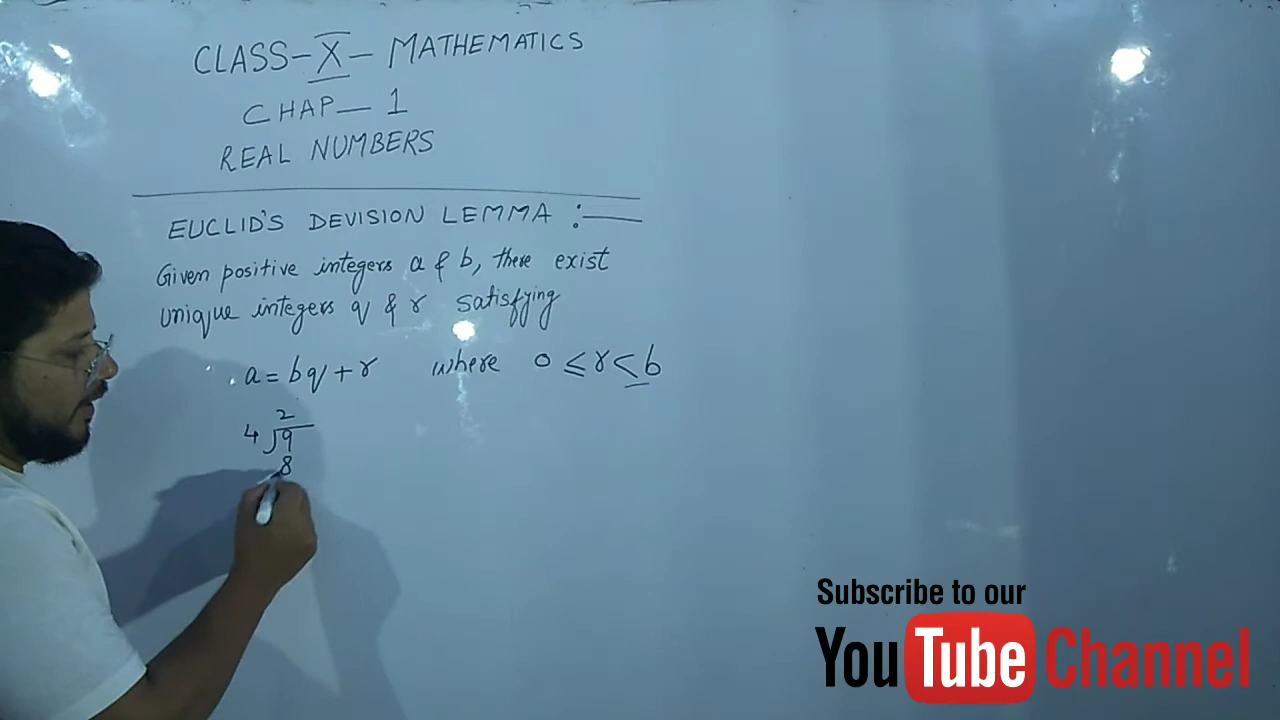 CLASS-X-MATHEMATICS
CHAP-1
REAL NUMBERS
EUCLID'S DEVISION LEMMA :-
Given positive integers a & b, there exist
unique integers q & r satisfying
a = bq + r where 0 ≤ r < b
2
4 9
8
Subscribe to our
YouTube Channel